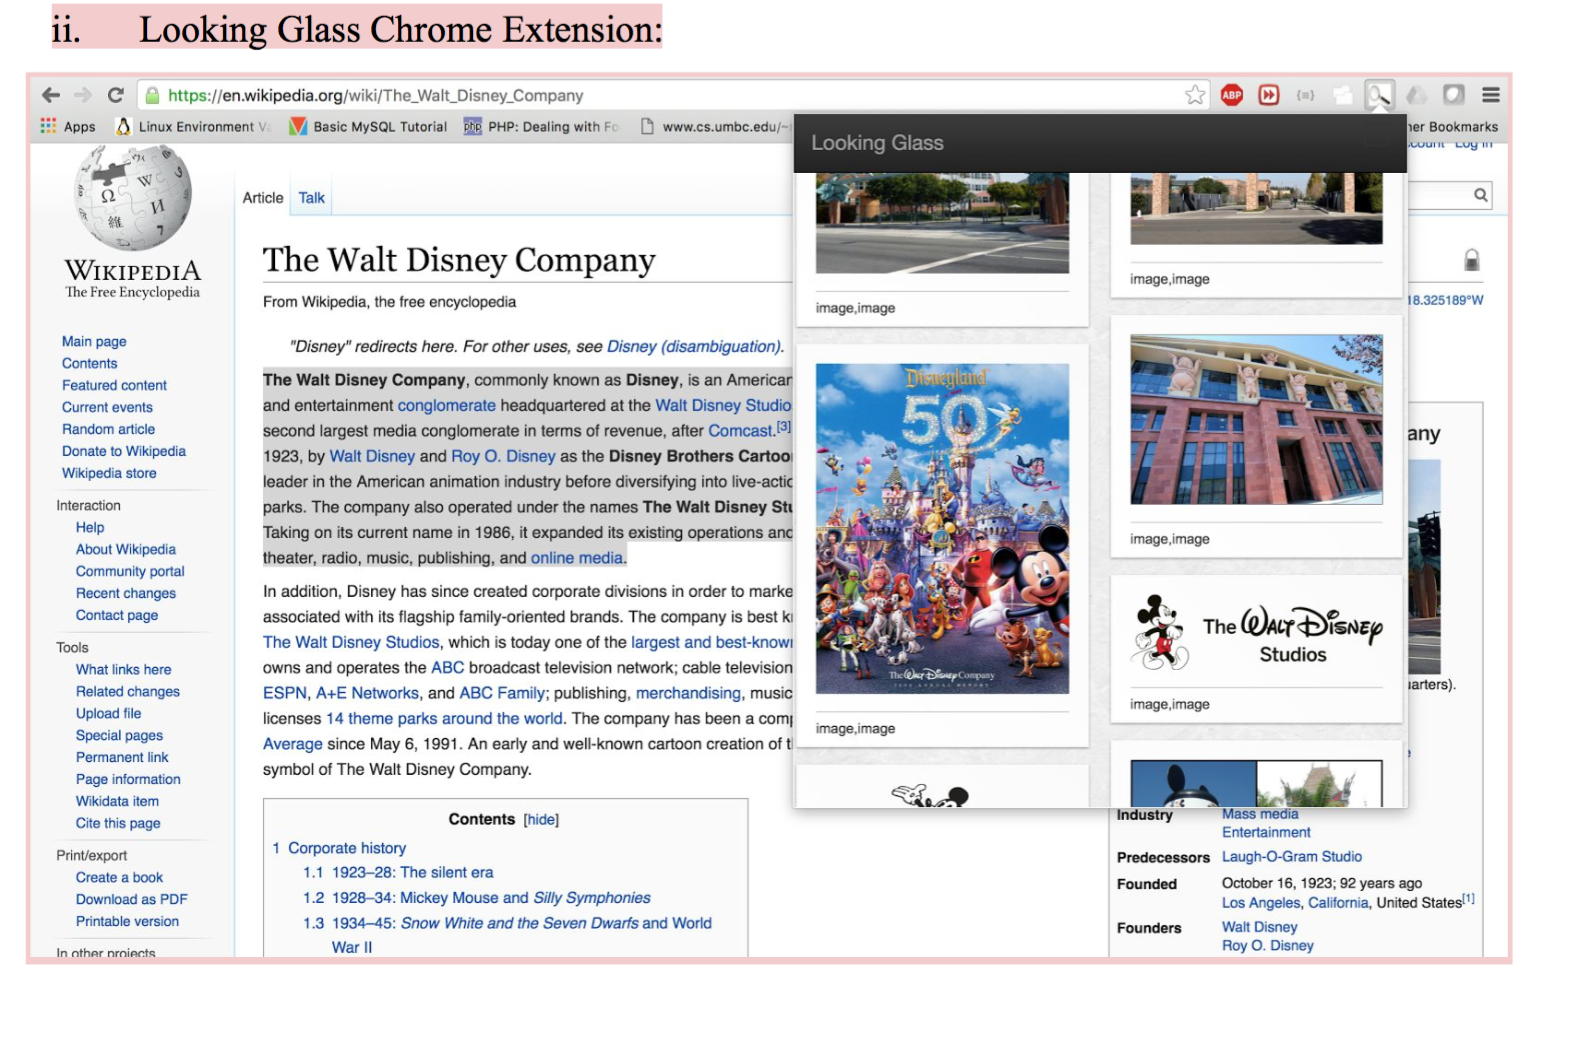 ii. Looking Glass Chrome Extension:
https://en.wikipedia.org/wiki/The_Walt_Disney_Company
ABP
Apps
Linux Environment Va
Basic MySQL Tutorial
php PHP: Dealing with Fo
www.cs.umbc.edu/~
her Bookmarks
Looking Glass
count Log in
WIKIPEDIA
The Free Encyclopedia
Main page
Contents
Featured content
Current events
Random article
Donate to Wikipedia
Wikipedia store
Interaction
Help
About Wikipedia
Community portal
Recent changes
Contact page
Tools
What links here
Related changes
Upload file
Special pages
Permanent link
Page information
Wikidata item
Cite this page
Print/export
Create a book
Download as PDF
Printable version
In other projects
Article Talk
The Walt Disney Company
From Wikipedia, the free encyclopedia
"Disney" redirects here. For other uses, see Disney (disambiguation).
The Walt Disney Company, commonly known as Disney, is an American
and entertainment conglomerate headquartered at the Walt Disney Studio
second largest media conglomerate in terms of revenue, after Comcast.[3]
1923, by Walt Disney and Roy O. Disney as the Disney Brothers Cartoo
leader in the American animation industry before diversifying into live-actic
parks. The company also operated under the names The Walt Disney Stu
Taking on its current name in 1986, it expanded its existing operations and
theater, radio, music, publishing, and online media.
In addition, Disney has since created corporate divisions in order to marke
associated with its flagship family-oriented brands. The company is best kn
The Walt Disney Studios, which is today one of the largest and best-known
owns and operates the ABC broadcast television network; cable television
ESPN, A+E Networks, and ABC Family; publishing, merchandising, music
licenses 14 theme parks around the world. The company has been a comp
Average since May 6, 1991. An early and well-known cartoon creation of t
symbol of The Walt Disney Company.
Contents [hide]
1 Corporate history
1.1 1923–28: The silent era
1.2 1928–34: Mickey Mouse and Silly Symphonies
1.3 1934–45: Snow White and the Seven Dwarfs and World
War II
image,image
Disneyland
50
The Walt Disney Company
image,image
image,image
image,image
The Walt Disney
Studios
image,image
18.325189°W
any
uarters).
Industry Mass media
Entertainment
Predecessors Laugh-O-Gram Studio
Founded October 16, 1923; 92 years ago
Los Angeles, California, United States[1]
Founders Walt Disney
Roy O. Disney